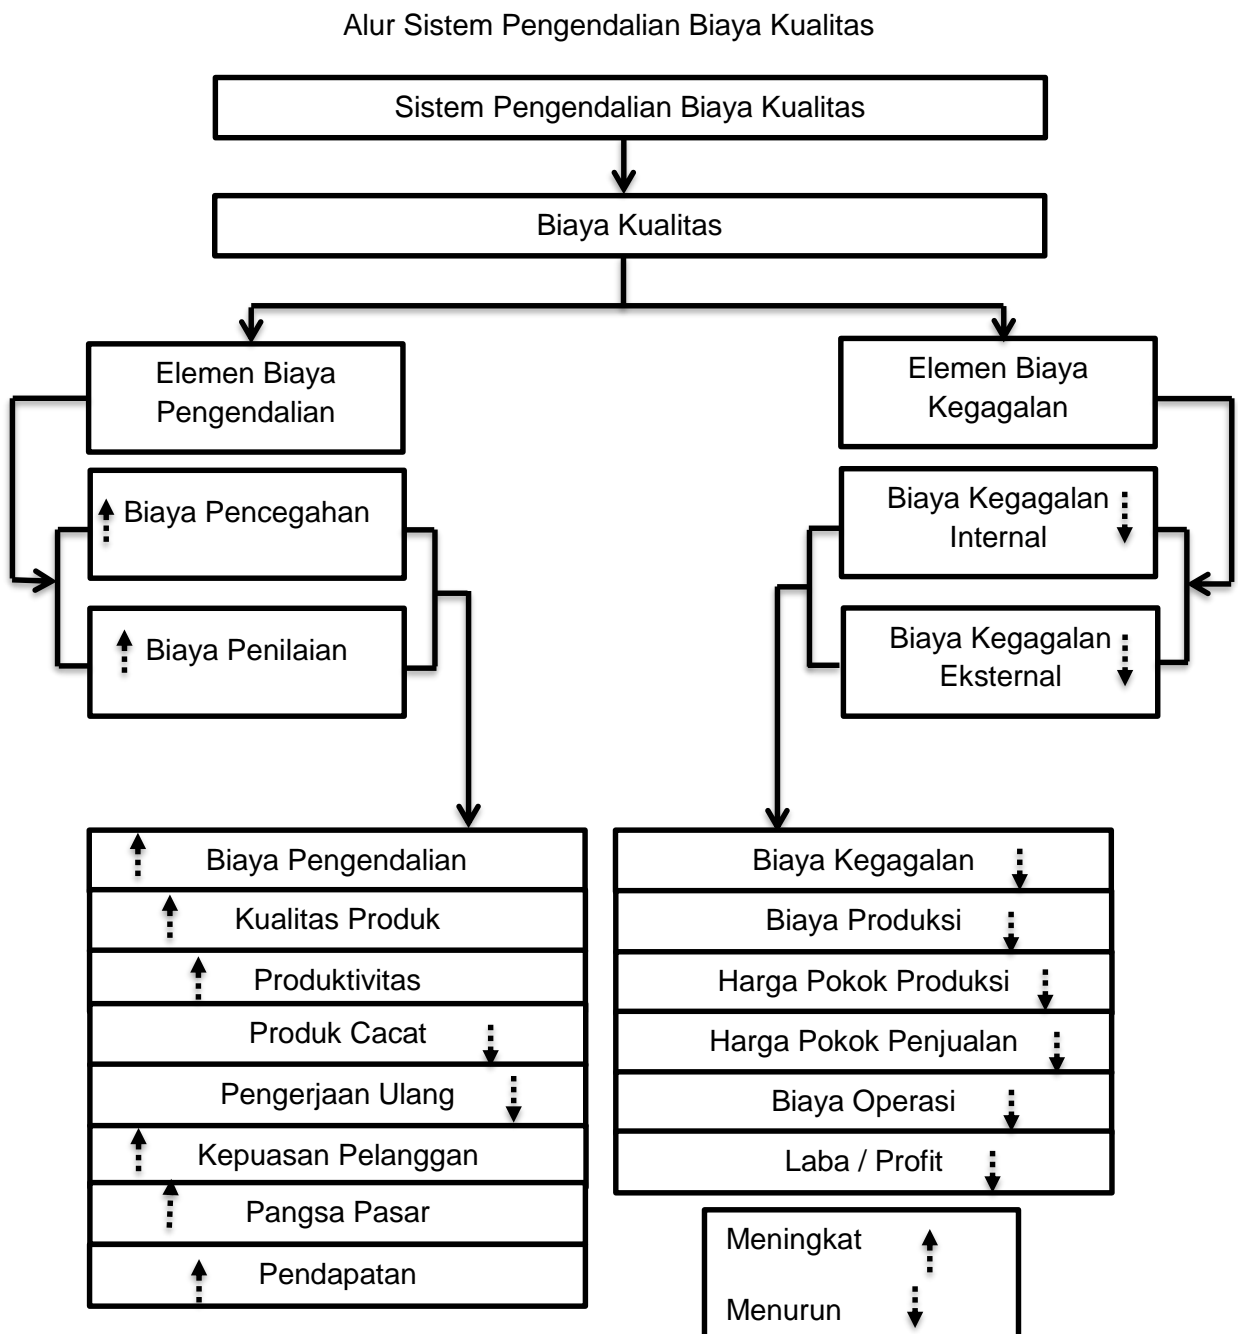 Alur Sistem Pengendalian Biaya Kualitas
Sistem Pengendalian Biaya Kualitas
Biaya Kualitas
Elemen Biaya
Pengendalian
Biaya Pencegahan
Biaya Penilaian
Elemen Biaya
Kegagalan
Biaya Kegagalan
Internal
Biaya Kegagalan
Eksternal
Biaya Pengendalian
Kualitas Produk
Produktivitas
Produk Cacat
Pengerjaan Ulang
Kepuasan Pelanggan
Pangsa Pasar
Pendapatan
Biaya Kegagalan
Biaya Produksi
Harga Pokok Produksi
Harga Pokok Penjualan
Biaya Operasi
Laba / Profit
Meningkat
Menurun